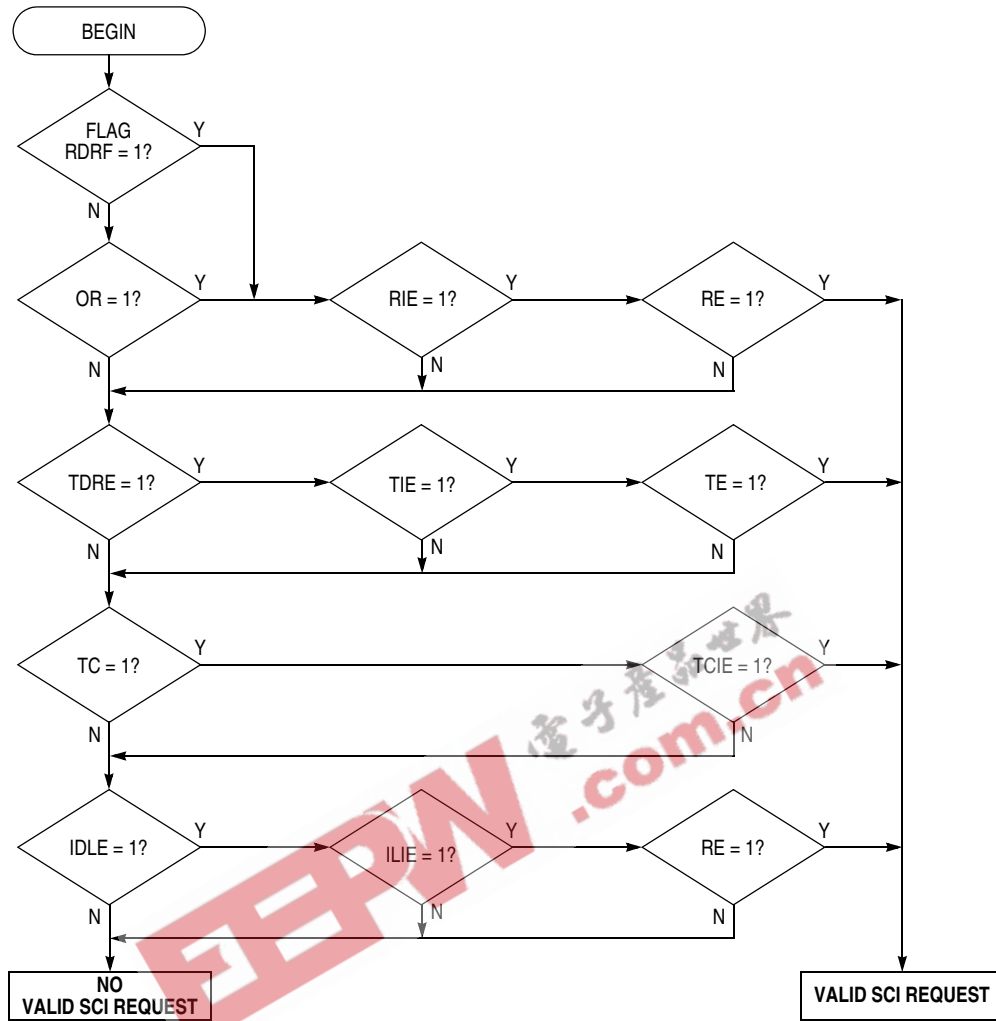 BEGIN
FLAG
RDRF = 1?
Y
N
OR = 1?
Y
N
RIE = 1?
Y
N
RE = 1?
Y
N
TDRE = 1?
Y
N
TIE = 1?
Y
N
TE = 1?
Y
N
TC = 1?
Y
N
TCIE = 1?
Y
N
IDLE = 1?
Y
N
ILIE = 1?
Y
N
RE = 1?
Y
N
NO
VALID SCI REQUEST
VALID SCI REQUEST
EEPW
電子產品世界
.com.cn